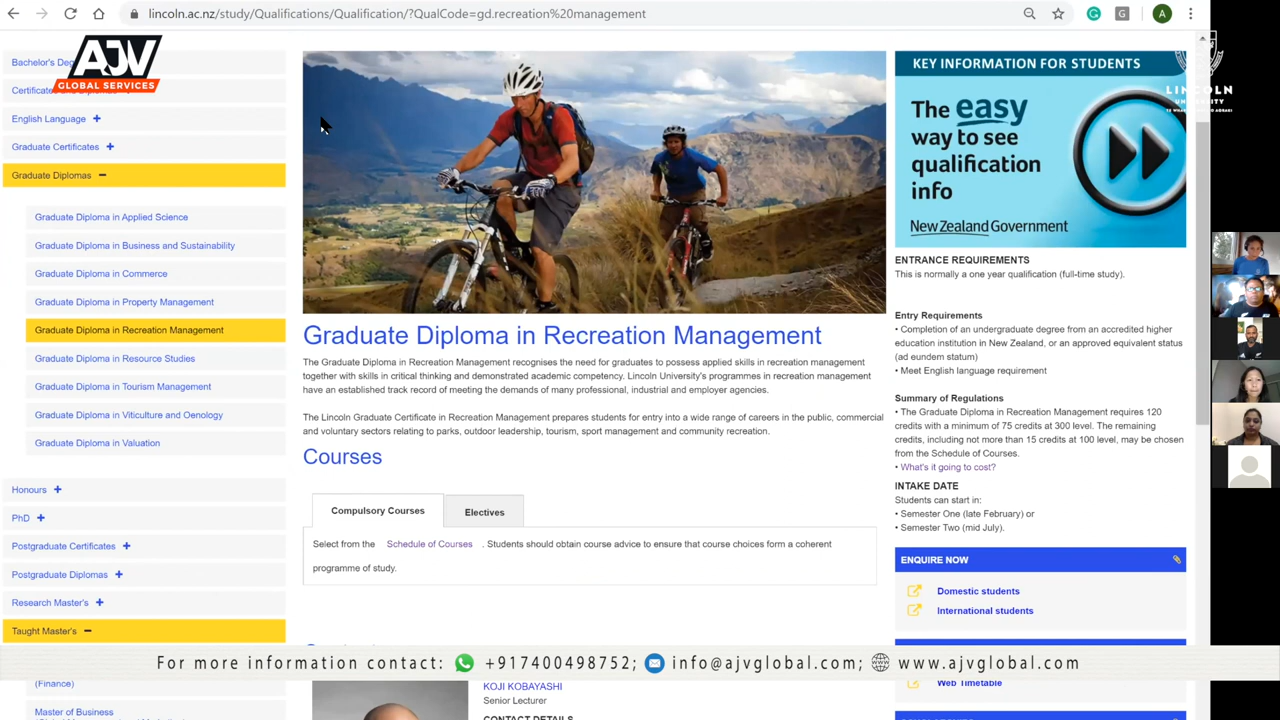 lincoln.ac.nz/study/Qualifications/Qualification/?QualCode=gd.recreation%20management
A
AJV
GLOBAL SERVICES
LINCOLN
UNIVERSITY
Bachelor's
English Language +
Graduate Certificates +
Graduate Diplomas −
Graduate Diploma in Applied Science
Graduate Diploma in Business and Sustainability
Graduate Diploma in Commerce
Graduate Diploma in Property Management
Graduate Diploma in Recreation Management
Graduate Diploma in Resource Studies
Graduate Diploma in Tourism Management
Graduate Diploma in Viticulture and Oenology
Graduate Diploma in Valuation
Honours +
PhD +
Postgraduate Certificates +
Postgraduate Diplomas +
Research Master's +
Taught Master's −
(Finance)
Master of Business
Graduate Diploma in Recreation Management
The Graduate Diploma in Recreation Management recognises the need for graduates to possess applied skills in recreation management
together with skills in critical thinking and demonstrated academic competency. Lincoln University's programmes in recreation management
have an established track record of meeting the demands of many professional, industrial and employer agencies.
The Lincoln Graduate Certificate in Recreation Management prepares students for entry into a wide range of careers in the public, commercial
and voluntary sectors relating to parks, outdoor leadership, tourism, sport management and community recreation.
Courses
Compulsory Courses
Electives
Select from the Schedule of Courses . Students should obtain course advice to ensure that course choices form a coherent
programme of study.
KOJI KOBAYASHI
Senior Lecturer
CONTACT DETAILS
KEY INFORMATION FOR STUDENTS
The easy
way to see
qualification
info
New Zealand Government
ENTRANCE REQUIREMENTS
This is normally a one year qualification (full-time study).
Entry Requirements
• Completion of an undergraduate degree from an accredited higher
education institution in New Zealand, or an approved equivalent status
(ad eundem statum)
• Meet English language requirement
Summary of Regulations
• The Graduate Diploma in Recreation Management requires 120
credits with a minimum of 75 credits at 300 level. The remaining
credits, including not more than 15 credits at 100 level, may be chosen
from the Schedule of Courses.
• What's it going to cost?
INTAKE DATE
Students can start in:
• Semester One (late February) or
• Semester Two (mid July).
ENQUIRE NOW
Domestic students
International students
Web Timetable
For more information contact: +917400498752; info@ajvglobal.com; www.ajvglobal.com